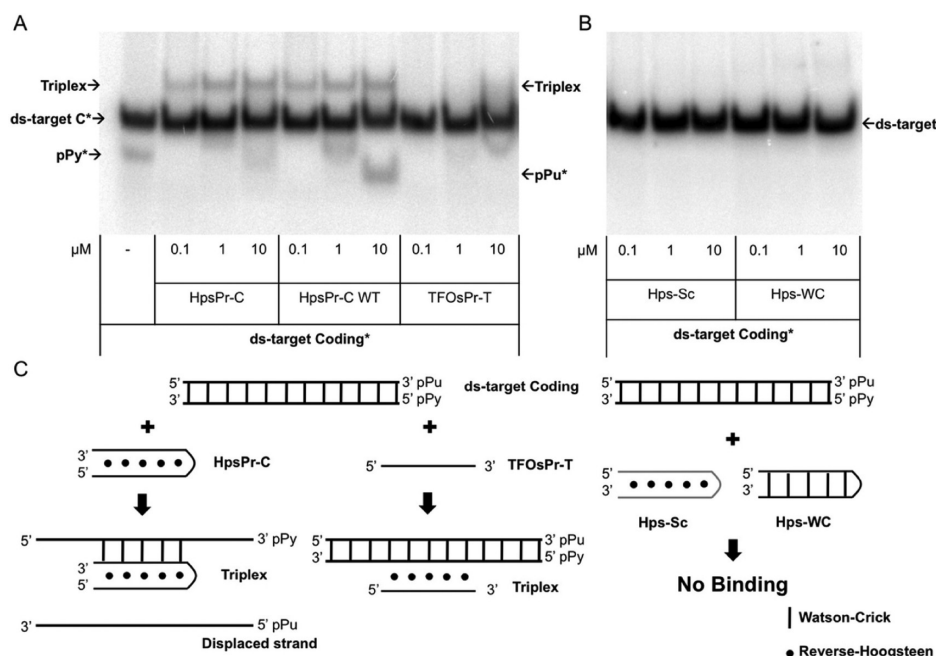 A
B
Triplex→
←Triplex
ds-target C*→
←ds-target
pPy*→
←pPu*
μM - 0.1 1 10 0.1 1 10 0.1 1 10
HpsPr-C HpsPr-C WT TFOsPr-T
ds-target Coding*
μM 0.1 1 10 0.1 1 10
Hps-Sc Hps-WC
ds-target Coding*
C
5' 3' pPu
3' 5' pPy
ds-target Coding
5' 3' pPu
3' 5' pPy
+ + +
3'
5'
HpsPr-C
5' 3' TFOsPr-T
5'
3'
Hps-Sc
5'
3'
Hps-WC
5' 3' pPy
3'
5'
Triplex
5' 3' pPu
3' 5' pPy
5' 3'
Triplex
No Binding
3' 5' pPu
Displaced strand
Watson-Crick
Reverse-Hoogsteen